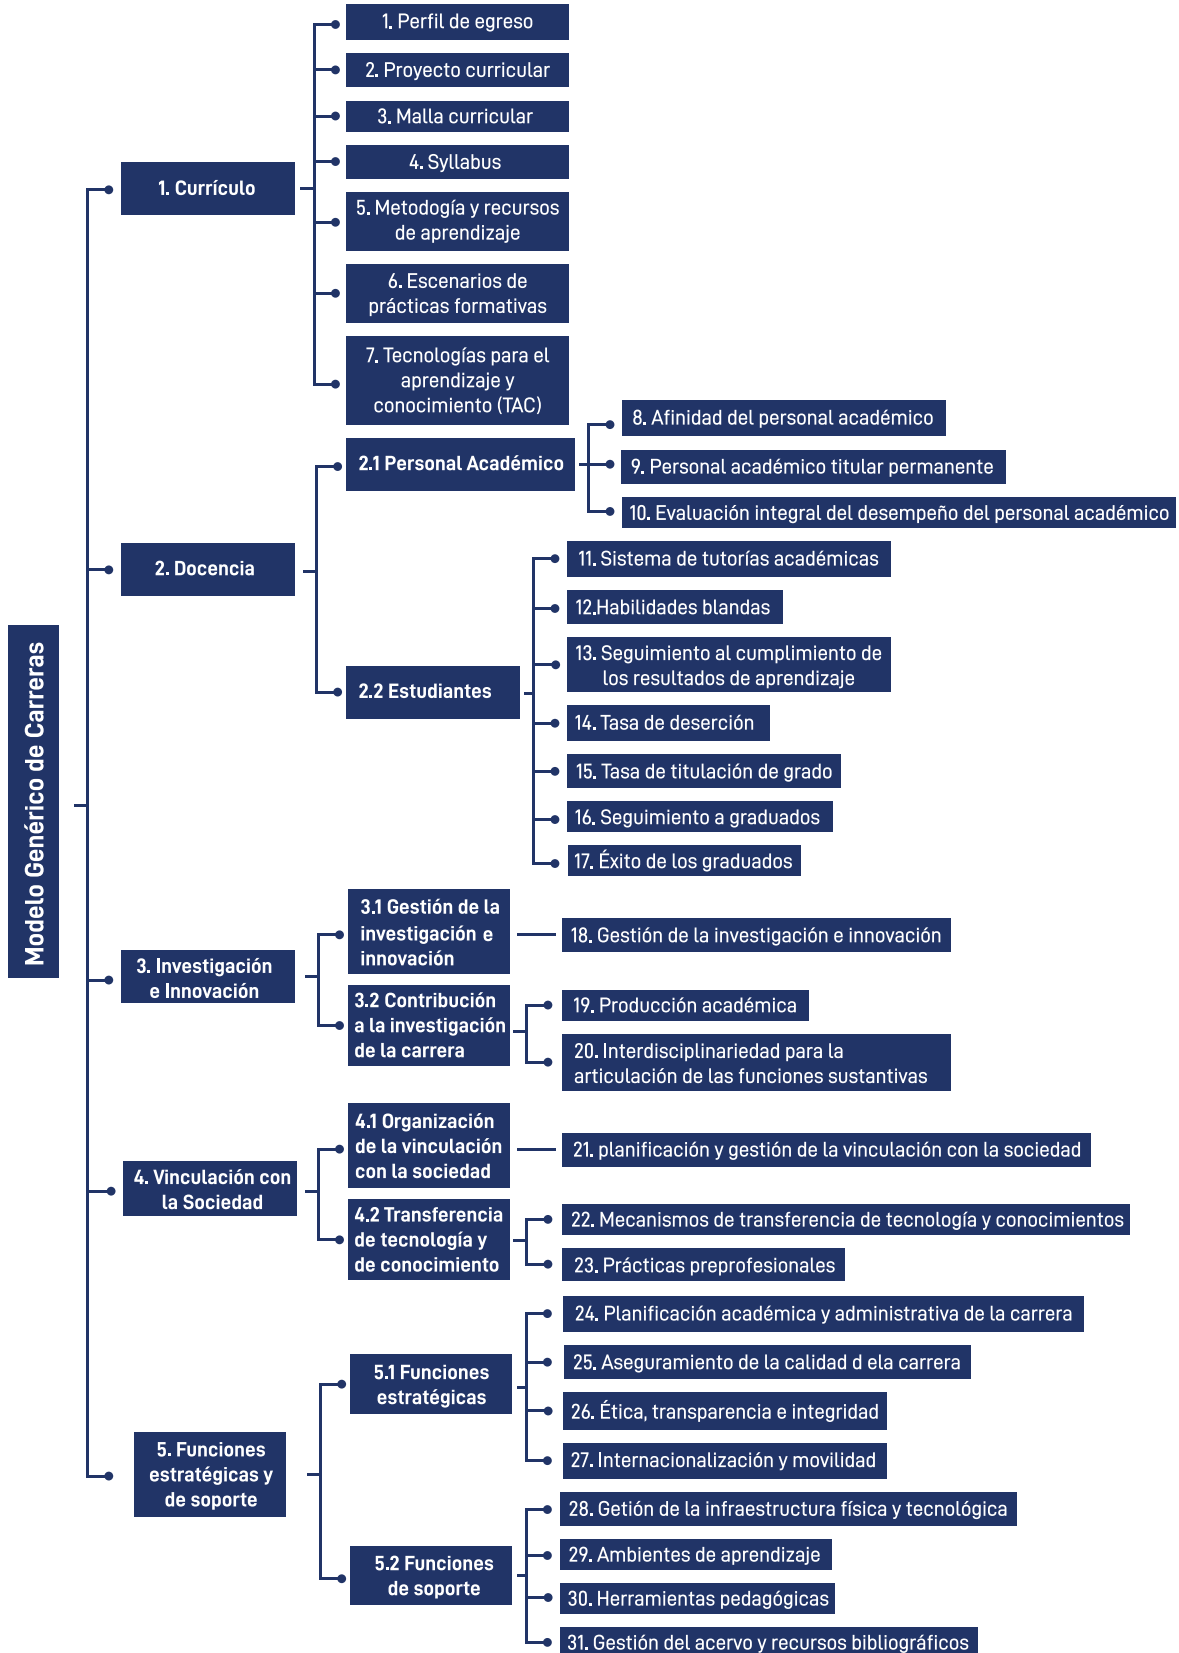 Modelo Genérico de Carreras
1. Currículo
1. Perfil de egreso
2. Proyecto curricular
3. Malla curricular
4. Syllabus
5. Metodogía y recursos
de aprendizaje
6. Escenarios de
prácticas formativas
7. Tecnologías para el
aprendizaje y
conocimiento (TAC)
2. Docencia
2.1 Personal Académico
8. Afinidad del personal académico
9. Personal académico titular permanente
10. Evaluación integral del desempeño del personal académico
2.2 Estudiantes
11. Sistema de tutorías académicas
12.Habilidades blandas
13. Seguimiento al cumplimiento de
los resultados de aprendizaje
14. Tasa de deserción
15. Tasa de titulación de grado
16. Seguimiento a graduados
17. Éxito de los graduados
3. Investigación
e Innovación
3.1 Gestión de la
investigación e
innovación
18. Gestión de la investigación e innovación
3.2 Contribución
a la investigación
de la carrera
19. Producción académica
20. Interdisciplinariedad para la
articulación de las funciones sustantivas
4. Vinculación con
la Sociedad
4.1 Organización
de la vinculación
con la sociedad
21. planificación y gestión de la vinculación con la sociedad
4.2 Transferencia
de tecnología y
de conocimiento
22. Mecanismos de transferencia de tecnología y conocimientos
23. Prácticas preprofesionales
5. Funciones
estratégicas y
de soporte
5.1 Funciones
estratégicas
24. Planificación académica y administrativa de la carrera
25. Aseguramiento de la calidad d ela carrera
26. Ética, transparencia e integridad
27. Internacionalización y movilidad
5.2 Funciones
de soporte
28. Getión de la infraestructura física y tecnológica
29. Ambientes de aprendizaje
30. Herramientas pedagógicas
31. Gestión del acervo y recursos bibliográficos